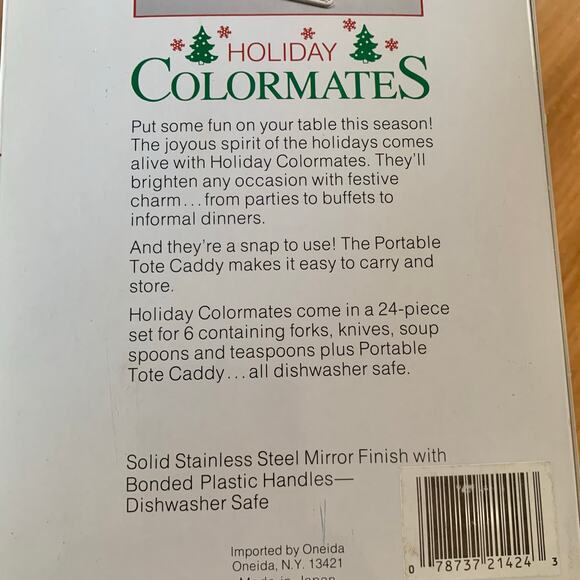 HOLIDAY
COLORMATES
Put some fun on your table this season!
The joyous spirit of the holidays comes
alive with Holiday Colormates. They'll
brighten any occasion with festive
charm...from parties to buffets to
informal dinners.
And they're a snap to use! The Portable
Tote Caddy makes it easy to carry and
store.
Holiday Colormates come in a 24-piece
set for 6 containing forks, knives, soup
spoons and teaspoons plus Portable
Tote Caddy...all dishwasher safe.
Solid Stainless Steel Mirror Finish with
Bonded Plastic Handles—
Dishwasher Safe
Imported by Oneida
Oneida, N.Y. 13421
Made in Japan
0 78737 21424 3